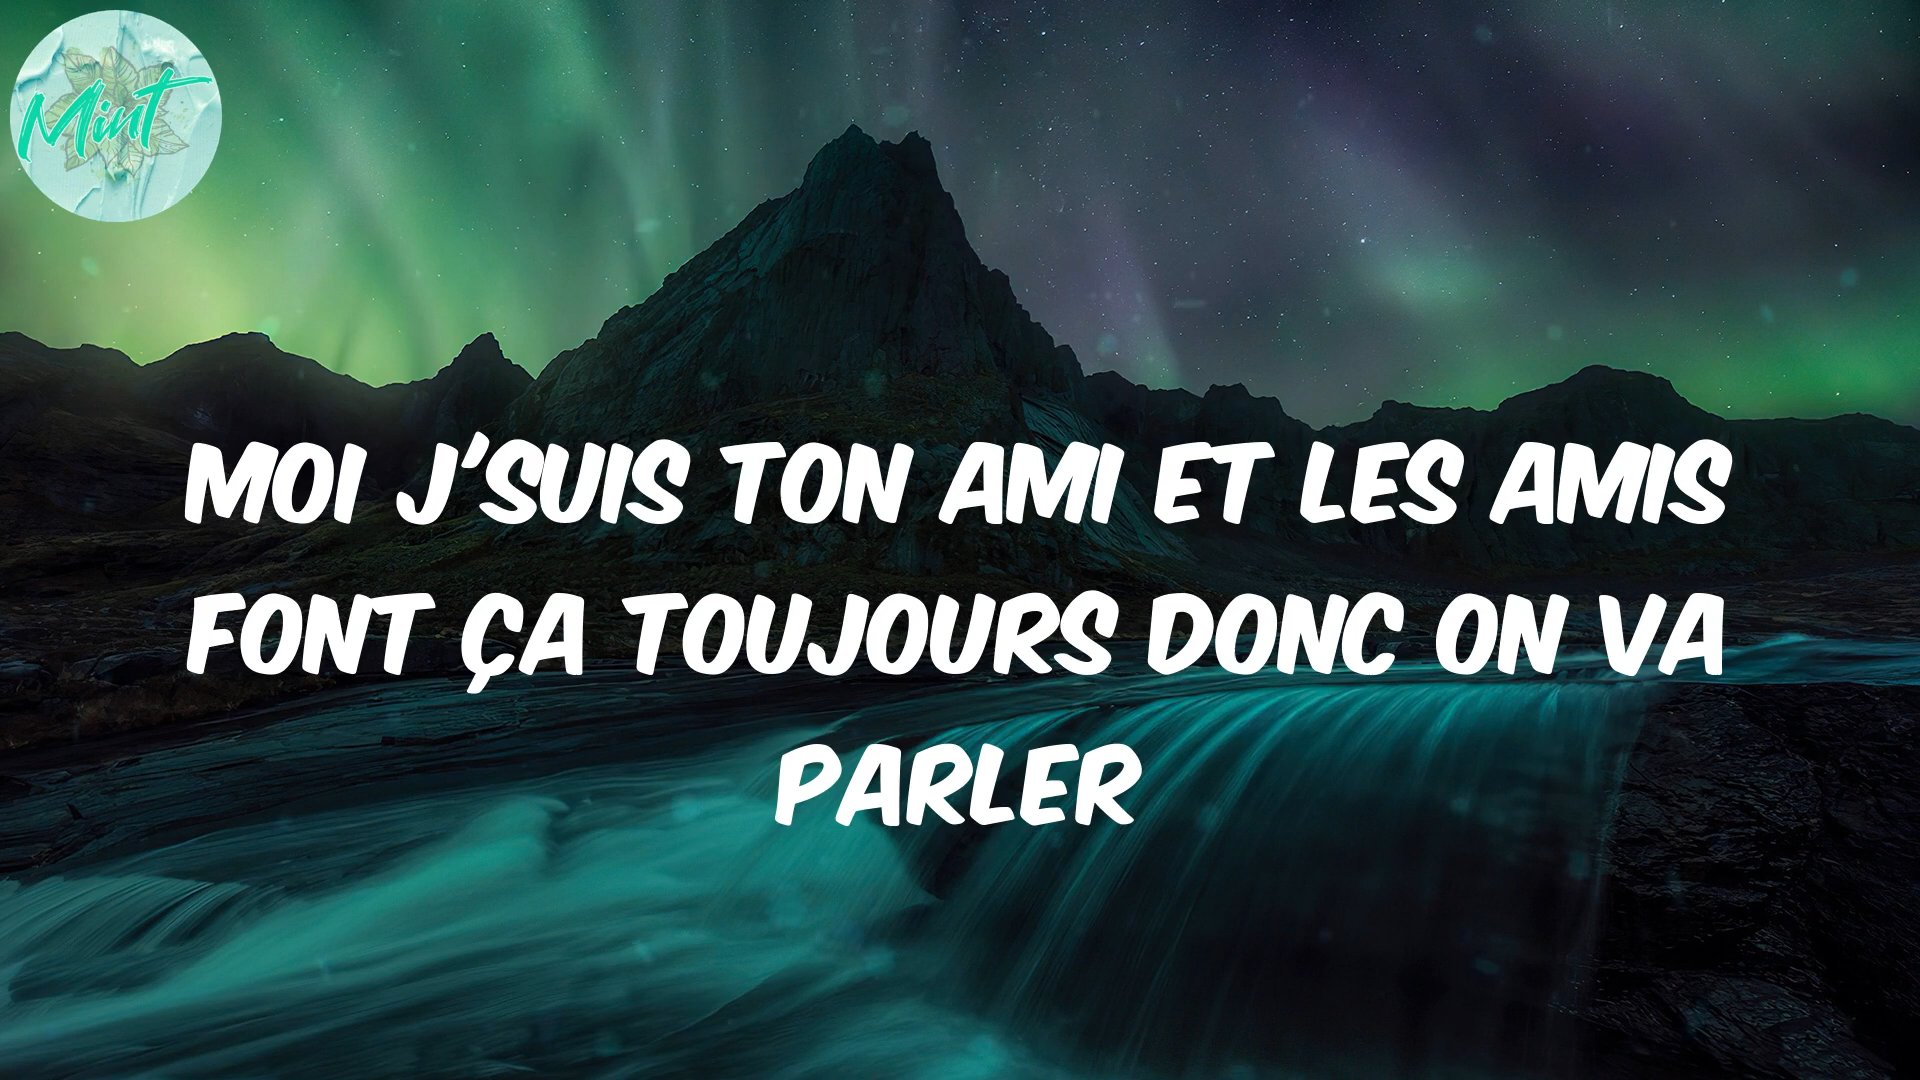 Mint
MOI J'SUIS TON AMI ET LES AMIS
FONT ÇA TOUJOURS DONC ON VA
PARLER